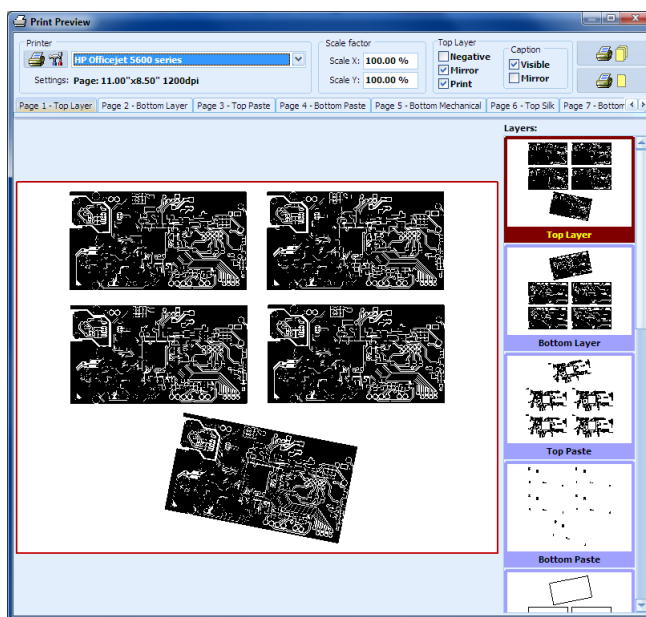 Print Preview
Printer
HP Officejet 5600 series
Settings: Page: 11.00"x8.50" 1200dpi
Scale factor
Scale X: 100.00 %
Scale Y: 100.00 %
Top Layer
Negative
Mirror
Print
Caption
Visible
Mirror
Page 1 - Top Layer Page 2 - Bottom Layer Page 3 - Top Paste Page 4 - Bottom Paste Page 5 - Bottom Mechanical Page 6 - Top Silk Page 7 - Bottom
Layers:
Top Layer
Bottom Layer
Top Paste
Bottom Paste